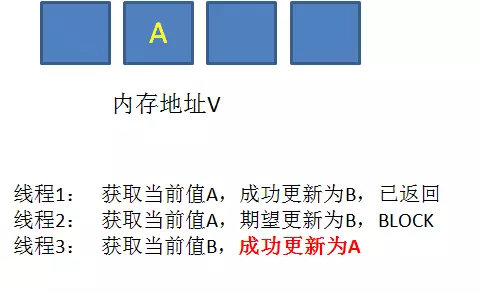 A
内存地址V
线程1： 获取当前值A，成功更新为B，已返回
线程2： 获取当前值A，期望更新为B，BLOCK
线程3： 获取当前值B，成功更新为A